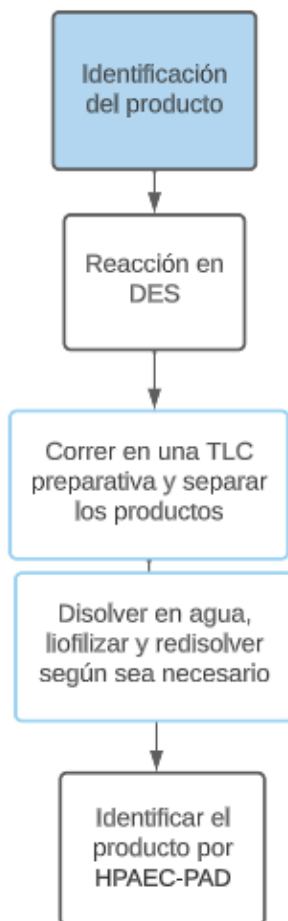 Identificación
del producto
Reacción en
DES
Correr en una TLC
preparativa y separar
los productos
Disolver en agua,
liofilizar y redisolver
según sea necesario
Identificar el
producto por
HPAEC-PAD